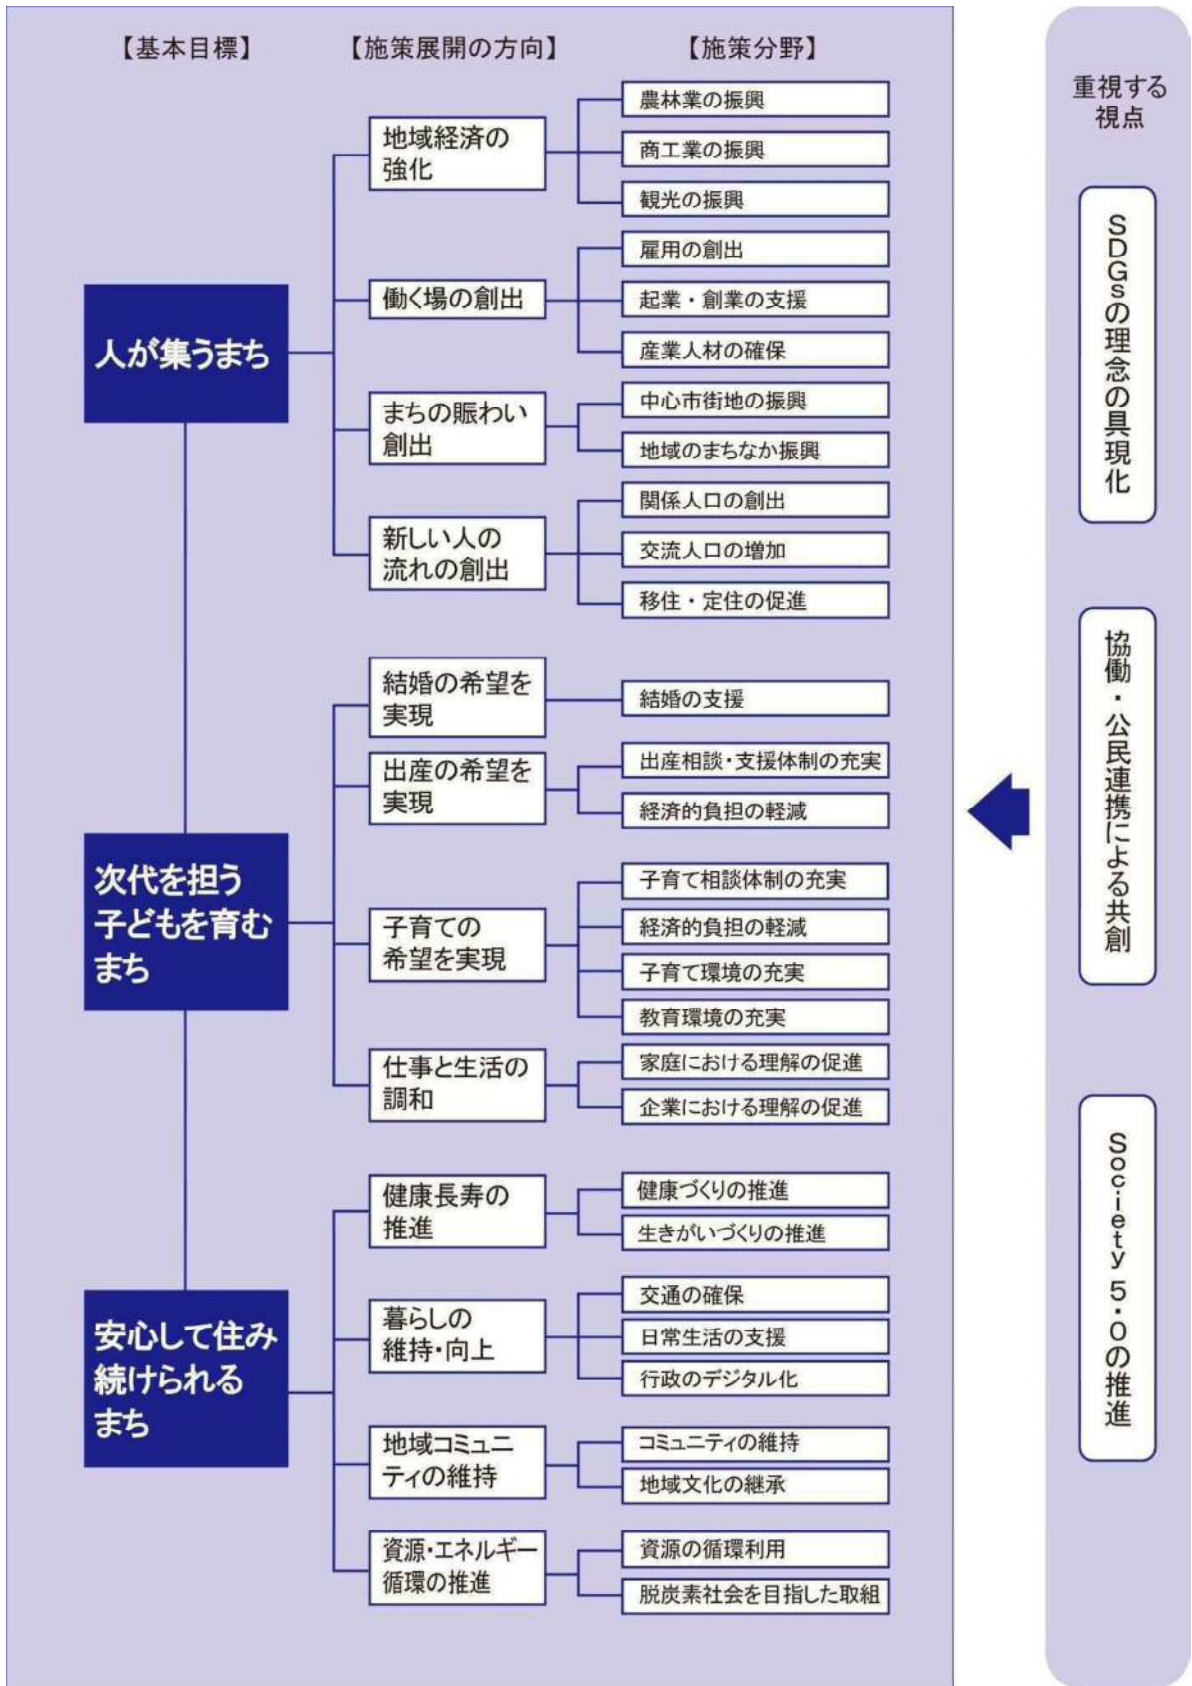 【基本目標】
【施策展開の方向】
【施策分野】
人が集うまち
地域経済の
強化
農林業の振興
商工業の振興
観光の振興
働く場の創出
雇用の創出
起業・創業の支援
産業人材の確保
まちの賑わい
創出
中心市街地の振興
地域のまちなか振興
新しい人の
流れの創出
関係人口の創出
交流人口の増加
移住・定住の促進
次代を担う
子どもを育む
まち
結婚の希望を
実現
結婚の支援
出産の希望を
実現
出産相談・支援体制の充実
経済的負担の軽減
子育ての
希望を実現
子育て相談体制の充実
経済的負担の軽減
子育て環境の充実
教育環境の充実
仕事と生活の
調和
家庭における理解の促進
企業における理解の促進
安心して住み
続けられる
まち
健康長寿の
推進
健康づくりの推進
生きがいづくりの推進
暮らしの
維持・向上
交通の確保
日常生活の支援
行政のデジタル化
地域コミュニ
ティの維持
コミュニティの維持
地域文化の継承
資源・エネルギー
循環の推進
資源の循環利用
脱炭素社会を目指した取組
重視する
視点
SDGsの理念の具現化
協働・公民連携による共創
Society 5・0の推進